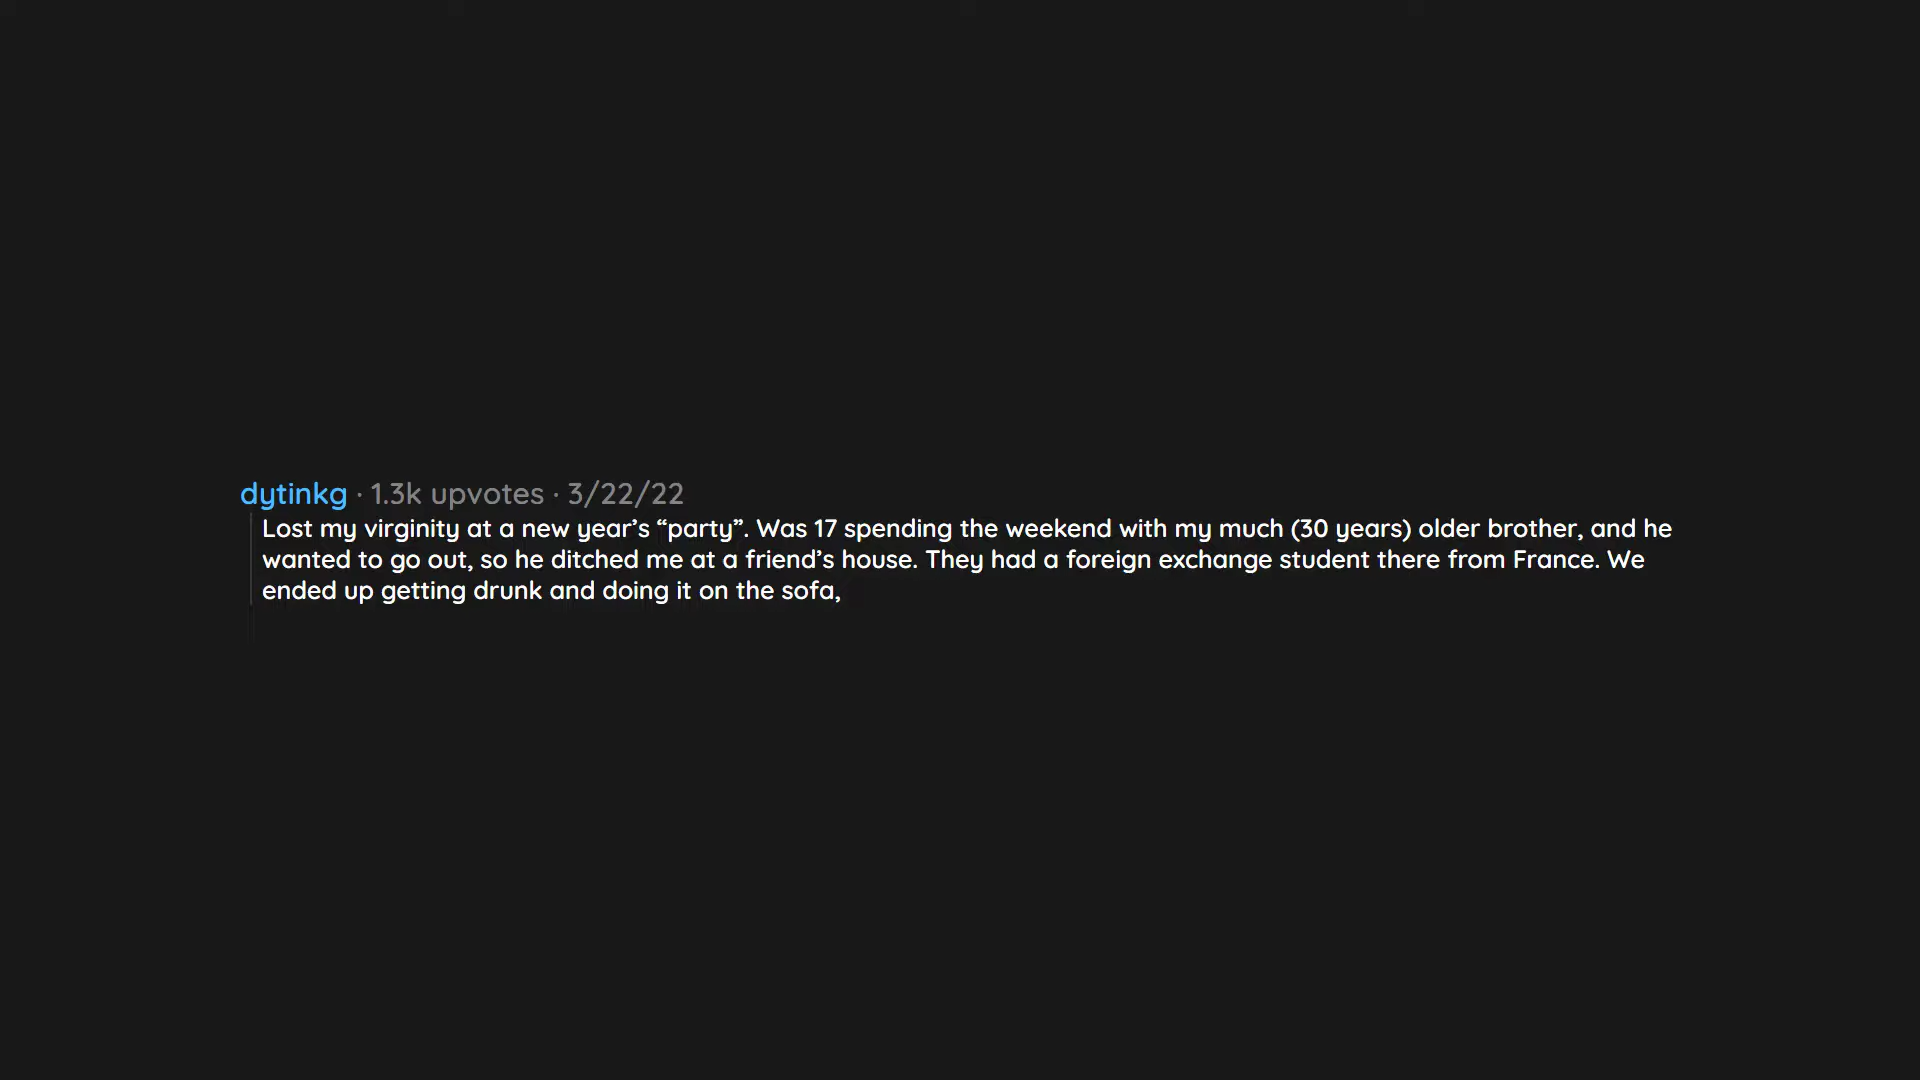 dytinkg · 1.3k upvotes · 3/22/22
Lost my virginity at a new year’s “party”. Was 17 spending the weekend with my much (30 years) older brother, and he
wanted to go out, so he ditched me at a friend’s house. They had a foreign exchange student there from France. We
ended up getting drunk and doing it on the sofa,